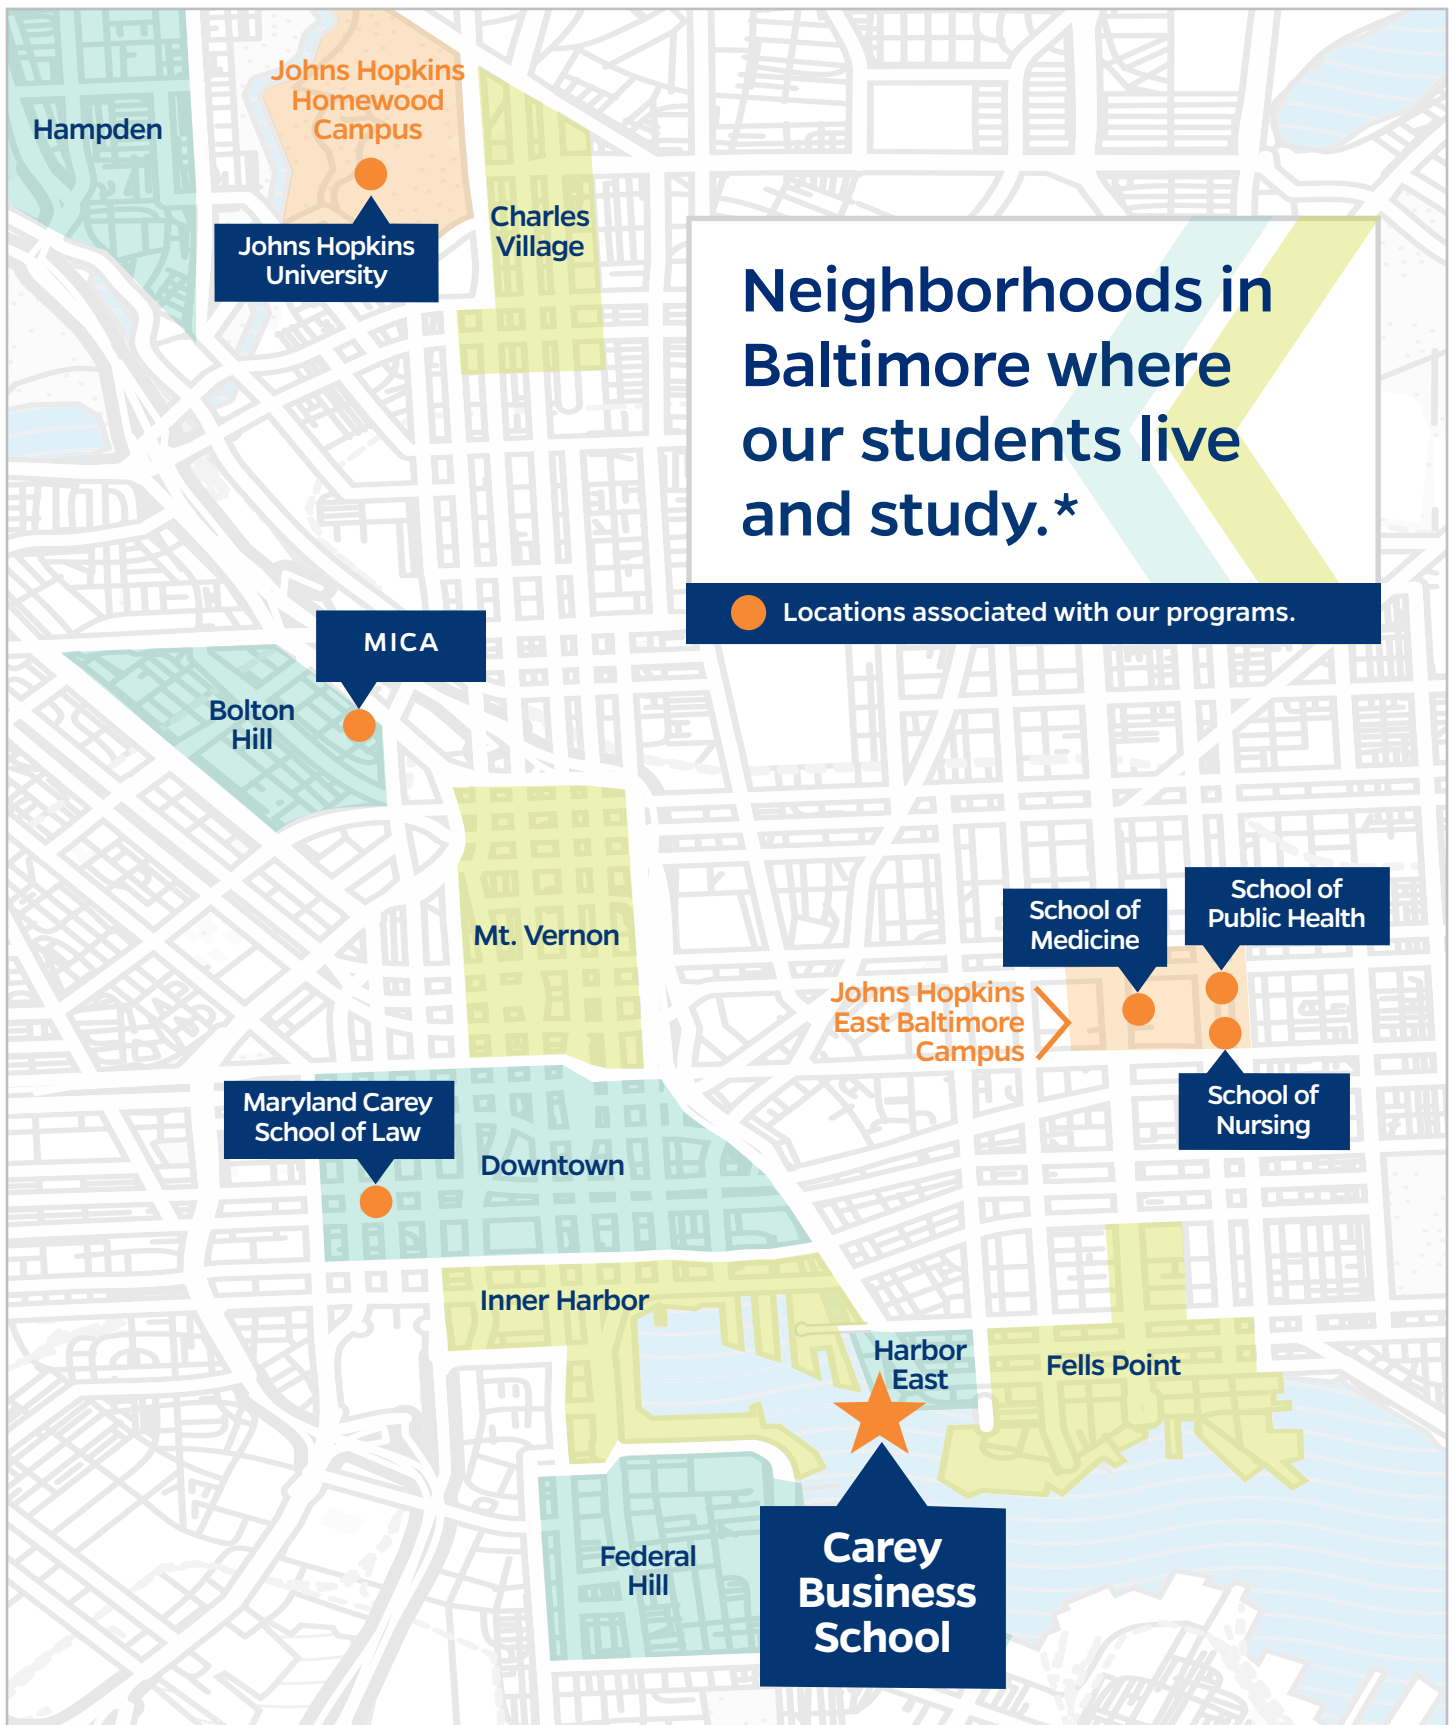 Johns Hopkins
Homewood
Campus
Hampden
Charles
Village
Johns Hopkins
University
Neighborhoods in
Baltimore where
our students live
and study.*
Locations associated with our programs.
MICA
Bolton
Hill
Mt. Vernon
School of
Public Health
School of
Medicine
Johns Hopkins
East Baltimore
Campus
School of
Nursing
Maryland Carey
School of Law
Downtown
Inner Harbor
Harbor
East
Fells Point
Federal
Hill
Carey
Business
School